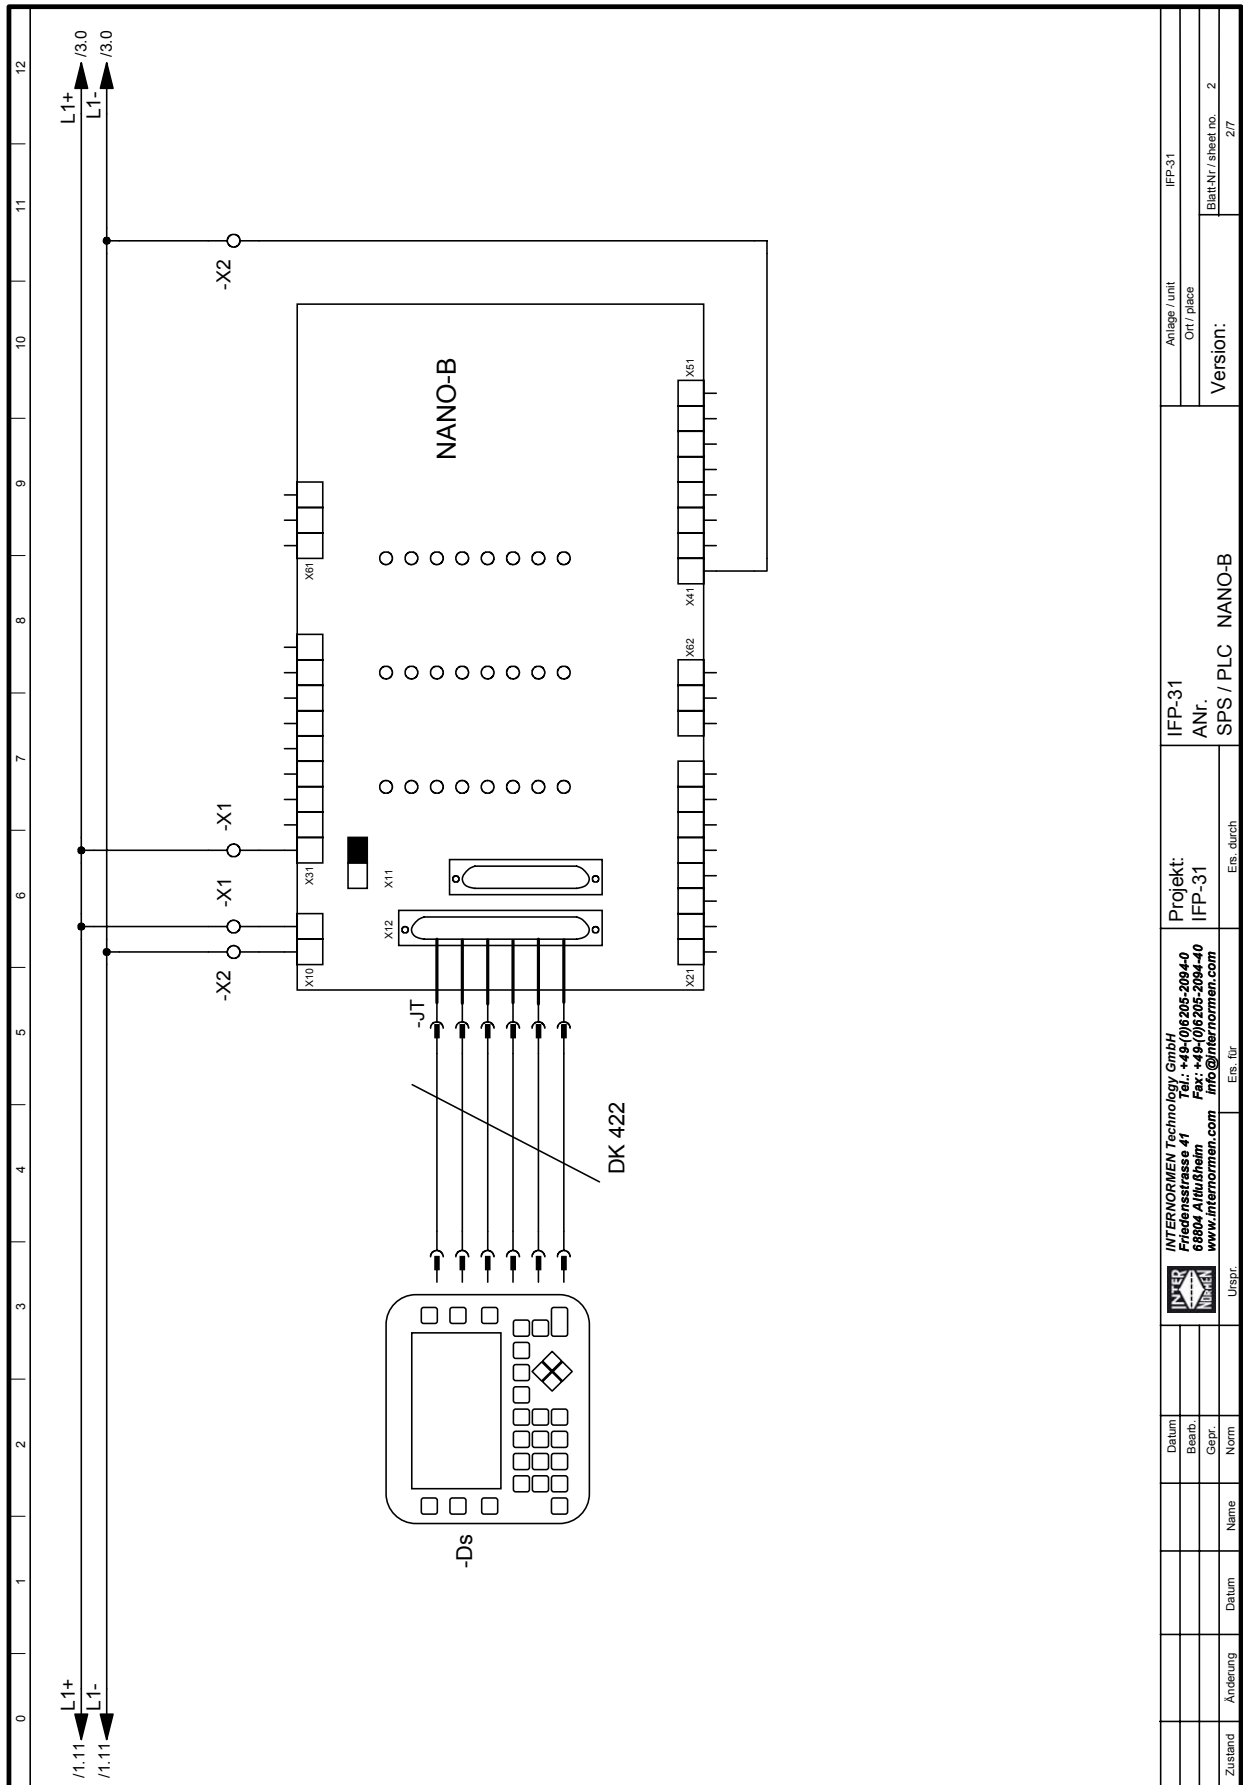 0 1 2 3 4 5 6 7 8 9 10 11 12
/1.11 L1+
/1.11 L1-
L1+ /3.0
L1- /3.0
-X2
-X1
-X1
-X2
X10
X31
X61
X12
X11
NANO-B
-JT
DK 422
-Ds
X21
X62
X41
X51
Zustand
Änderung
Datum
Name
Datum
Bearb.
Gepr.
Norm
INTER
NORMEN
INTERNORMEN Technology GmbH
Friedensstrasse 41 Tel.: +49-(0)6205-2094-0
68804 Altlußheim Fax: +49-(0)6205-2094-40
www.internormen.com info@internormen.com
Urspr.
Ers. für
Ers. durch
Projekt:
IFP-31
IFP-31
ANr.
SPS / PLC NANO-B
Anlage / unit IFP-31
Ort / place
Version:
Blatt-Nr / sheet no. 2
2/7